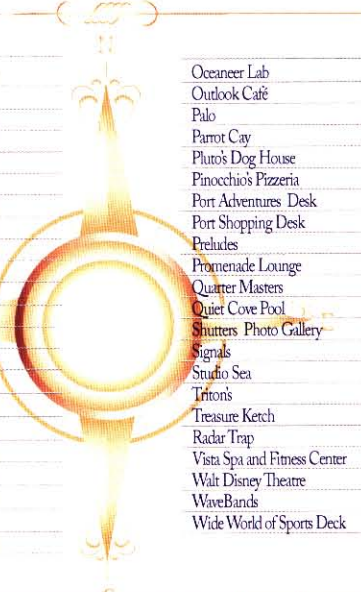 Oceaneer Lab
Outlook Café
Palo
Parrot Cay
Pluto's Dog House
Pinocchio's Pizzeria
Port Adventures Desk
Port Shopping Desk
Preludes
Promenade Lounge
Quarter Masters
Quiet Cove Pool
Shutters Photo Gallery
Signals
Studio Sea
Triton's
Treasure Ketch
Radar Trap
Vista Spa and Fitness Center
Walt Disney Theatre
WaveBands
Wide World of Sports Deck